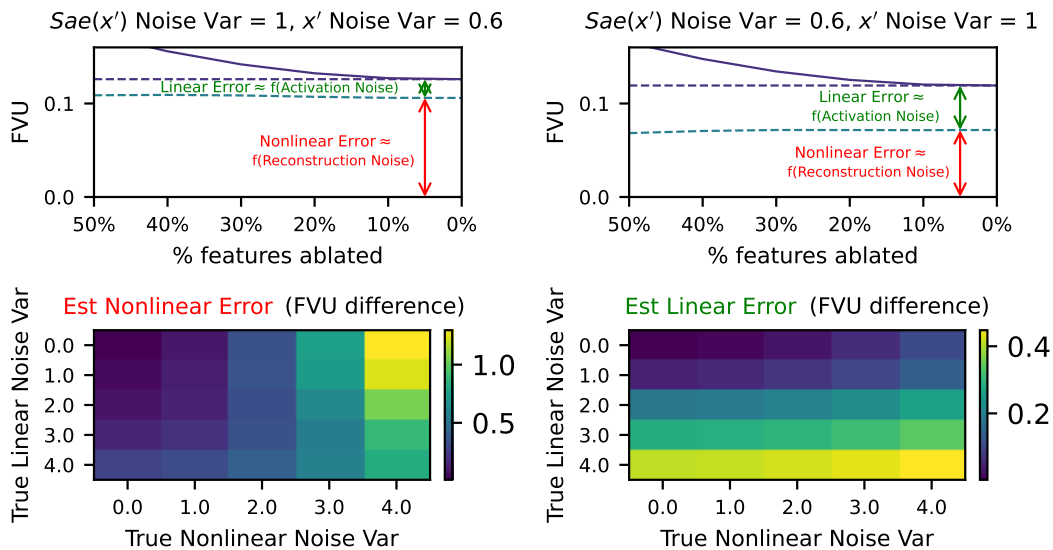 Sae(x′) Noise Var = 1, x′ Noise Var = 0.6
FVU
0.1
0.0
Linear Error ≈ f(Activation Noise)
Nonlinear Error ≈
f(Reconstruction Noise)
50% 40% 30% 20% 10% 0%
% features ablated
Sae(x′) Noise Var = 0.6, x′ Noise Var = 1
FVU
0.1
0.0
Linear Error ≈
f(Activation Noise)
Nonlinear Error ≈
f(Reconstruction Noise)
50% 40% 30% 20% 10% 0%
% features ablated
Est Nonlinear Error (FVU difference)
True Linear Noise Var
0.0
1.0
2.0
3.0
4.0
0.0 1.0 2.0 3.0 4.0
True Nonlinear Noise Var
1.0
0.5
Est Linear Error (FVU difference)
True Linear Noise Var
0.0
1.0
2.0
3.0
4.0
0.0 1.0 2.0 3.0 4.0
True Nonlinear Noise Var
0.4
0.2